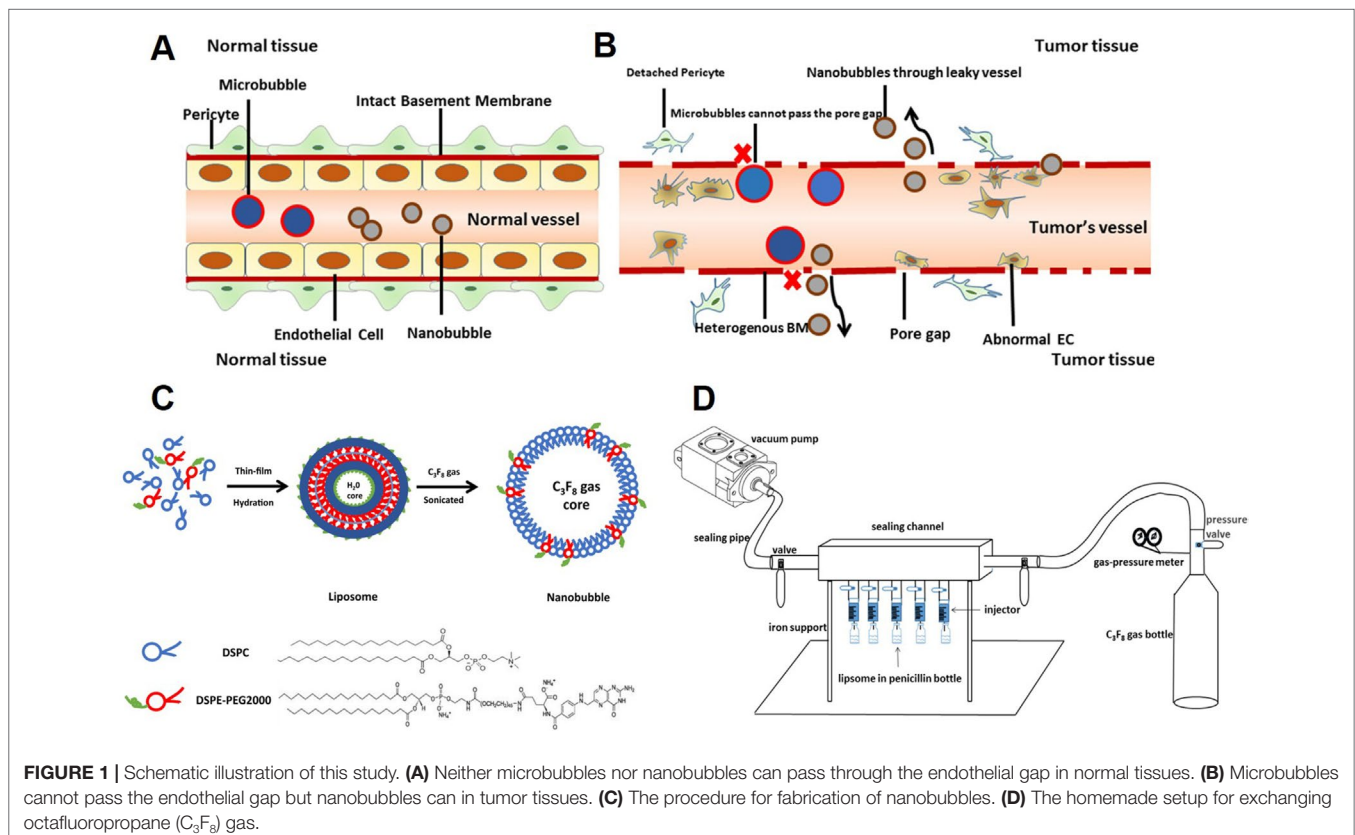 A
Normal tissue
Microbubble
Pericyte
Intact Basement Membrane
Normal vessel
Endothelial Cell
Nanobubble
Normal tissue
B
Tumor tissue
Detached Pericyte
Nanobubbles through leaky vessel
Microbubbles cannot pass the pore gap
Tumor's vessel
Heterogenous BM
Pore gap
Abnormal EC
Tumor tissue
C
Thin-film
Hydration
H₂O
core
C₃F₈ gas
Sonicated
C₃F₈ gas
core
Liposome
Nanobubble
DSPC
DSPE-PEG2000
D
vacuum pump
sealing pipe
valve
sealing channel
pressure
valve
gas-pressure meter
injector
iron support
C₃F₈ gas bottle
lipsome in penicillin bottle
FIGURE 1 | Schematic illustration of this study. (A) Neither microbubbles nor nanobubbles can pass through the endothelial gap in normal tissues. (B) Microbubbles
cannot pass the endothelial gap but nanobubbles can in tumor tissues. (C) The procedure for fabrication of nanobubbles. (D) The homemade setup for exchanging
octafluoropropane (C₃F₈) gas.